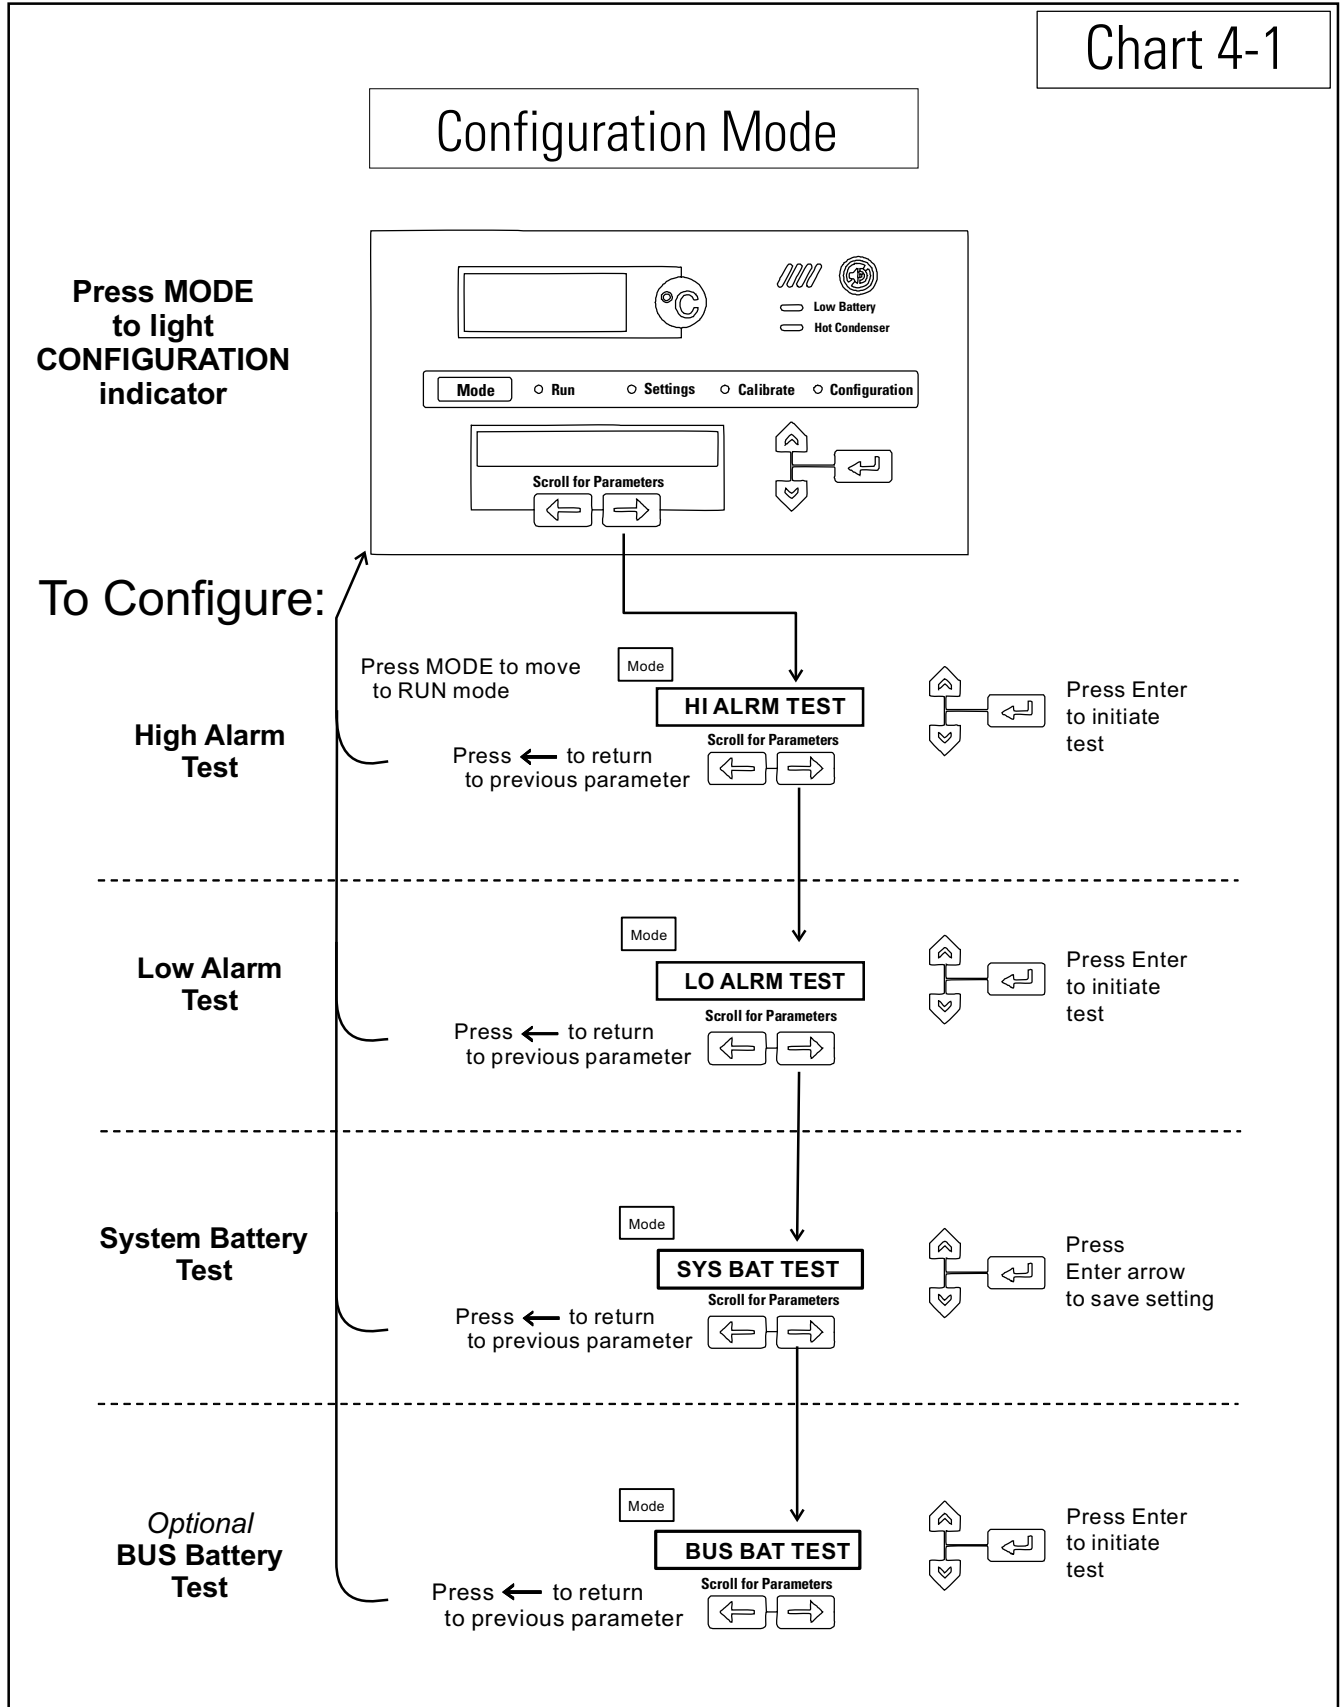 Chart 4-1
Configuration Mode
Press MODE
to light
CONFIGURATION
indicator
°C
Low Battery
Hot Condenser
Mode
Run
Settings
Calibrate
Configuration
Scroll for Parameters
To Configure:
High Alarm
Test
Press MODE to move
to RUN mode
Mode
HI ALRM TEST
Scroll for Parameters
Press ← to return
to previous parameter
Press Enter
to initiate
test
Low Alarm
Test
Mode
LO ALRM TEST
Scroll for Parameters
Press ← to return
to previous parameter
Press Enter
to initiate
test
System Battery
Test
Mode
SYS BAT TEST
Scroll for Parameters
Press ← to return
to previous parameter
Press
Enter arrow
to save setting
Optional
BUS Battery
Test
Mode
BUS BAT TEST
Scroll for Parameters
Press ← to return
to previous parameter
Press Enter
to initiate
test